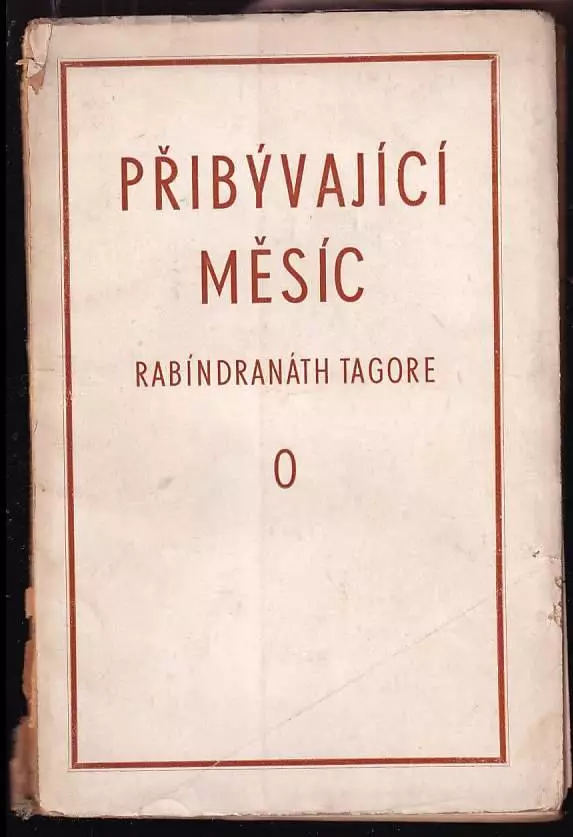 PŘIBÝVAJÍCÍ
MĚSÍC
RABÍNDRANÁTH TAGORE
O